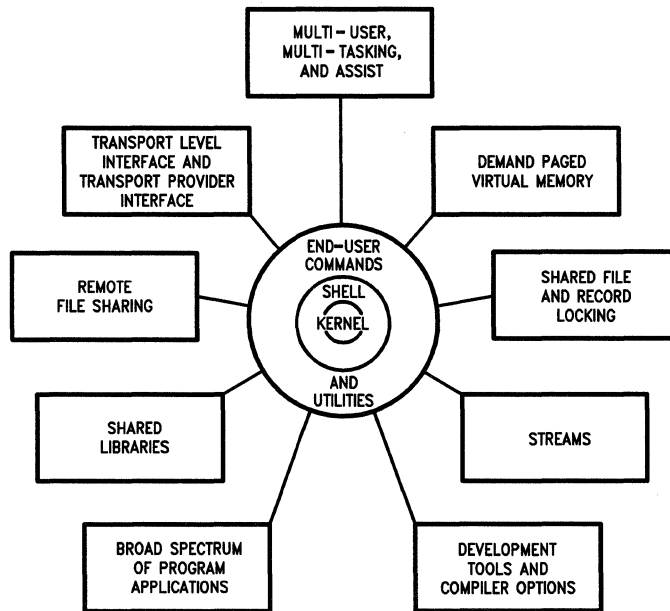 MULTI-USER,
MULTI-TASKING,
AND ASSIST
TRANSPORT LEVEL
INTERFACE AND
TRANSPORT PROVIDER
INTERFACE
DEMAND PAGED
VIRTUAL MEMORY
REMOTE
FILE SHARING
END-USER
COMMANDS
SHELL
KERNEL
AND
UTILITIES
SHARED FILE
AND RECORD
LOCKING
SHARED
LIBRARIES
STREAMS
BROAD SPECTRUM
OF PROGRAM
APPLICATIONS
DEVELOPMENT
TOOLS AND
COMPILER OPTIONS